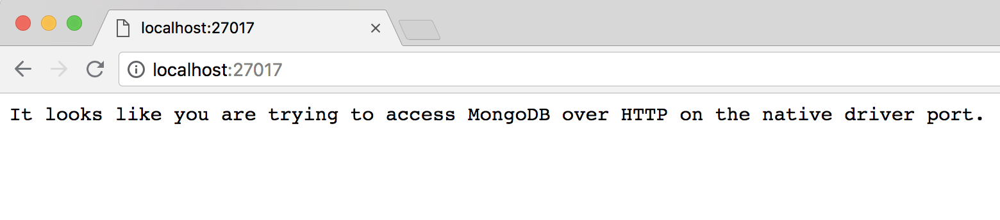 localhost:27017
localhost:27017
It looks like you are trying to access MongoDB over HTTP on the native driver port.